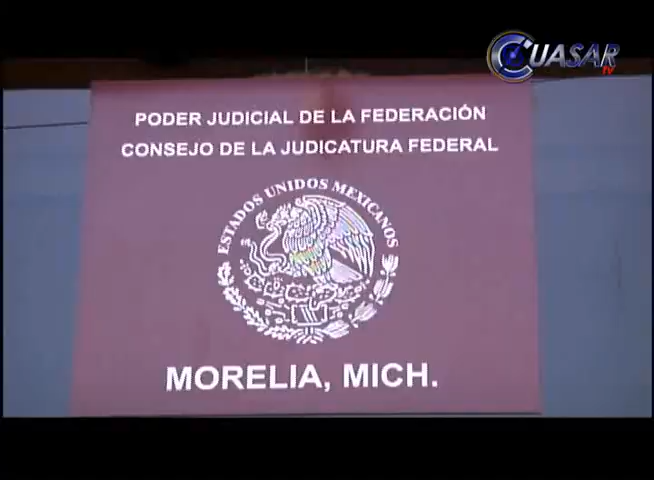 CUASAR
TV
PODER JUDICIAL DE LA FEDERACIÓN
CONSEJO DE LA JUDICATURA FEDERAL
ESTADOS UNIDOS MEXICANOS
MORELIA, MICH.